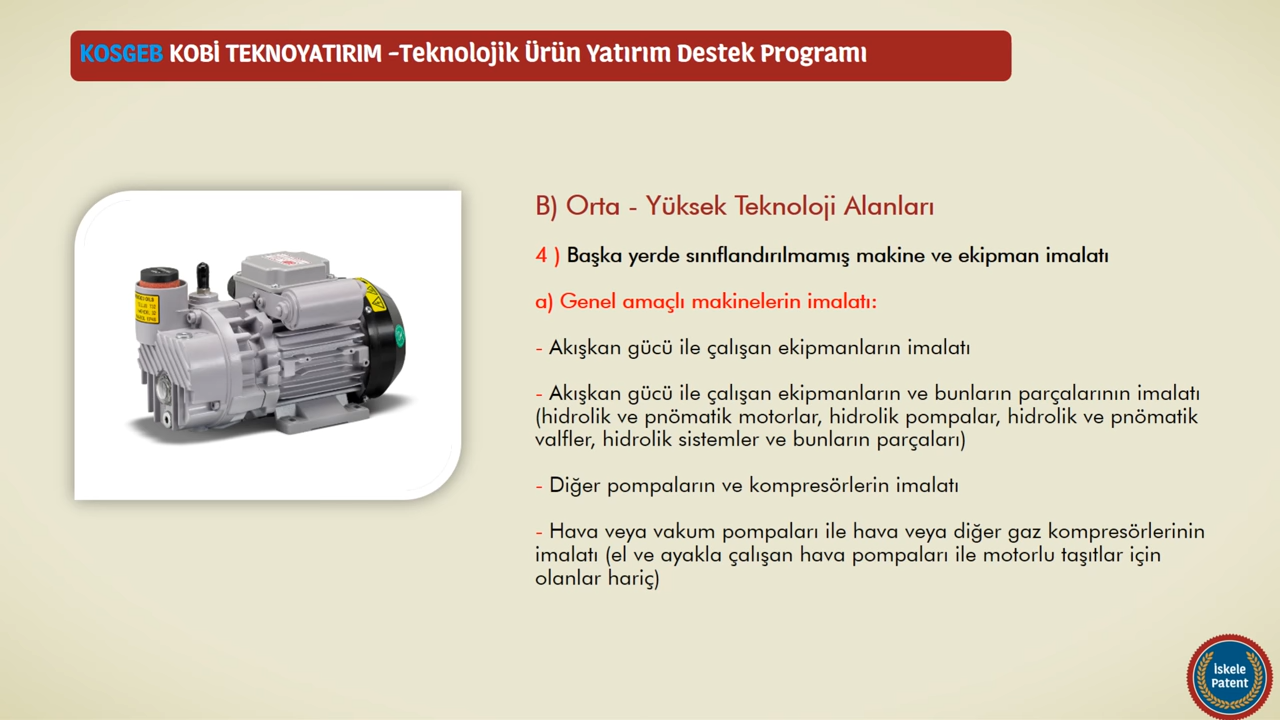 KOSGEB KOBİ TEKNOYATIRIM -Teknolojik Ürün Yatırım Destek Programı
B) Orta - Yüksek Teknoloji Alanları
4 ) Başka yerde sınıflandırılmamış makine ve ekipman imalatı
a) Genel amaçlı makinelerin imalatı:
- Akışkan gücü ile çalışan ekipmanların imalatı
- Akışkan gücü ile çalışan ekipmanların ve bunların parçalarının imalatı
(hidrolik ve pnömatik motorlar, hidrolik pompalar, hidrolik ve pnömatik
valfler, hidrolik sistemler ve bunların parçaları)
- Diğer pompaların ve kompresörlerin imalatı
- Hava veya vakum pompaları ile hava veya diğer gaz kompresörlerinin
imalatı (el ve ayakla çalışan hava pompaları ile motorlu taşıtlar için
olanlar hariç)
İskele
Patent